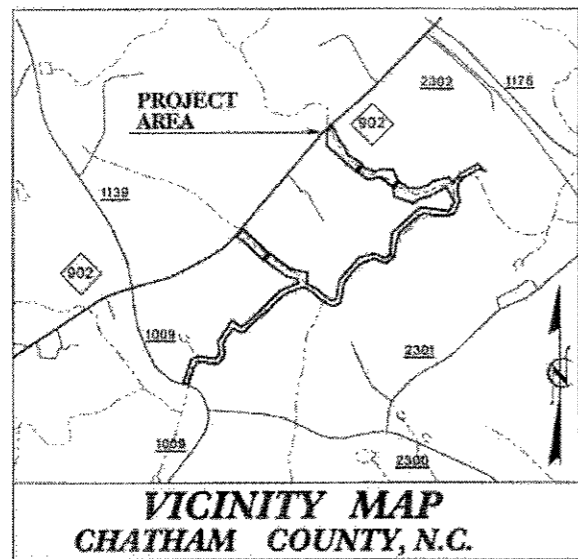 PROJECT
AREA
902
2303
1176
1139
902
1009
2301
1009
2300
N
VICINITY MAP
CHATHAM COUNTY, N.C.